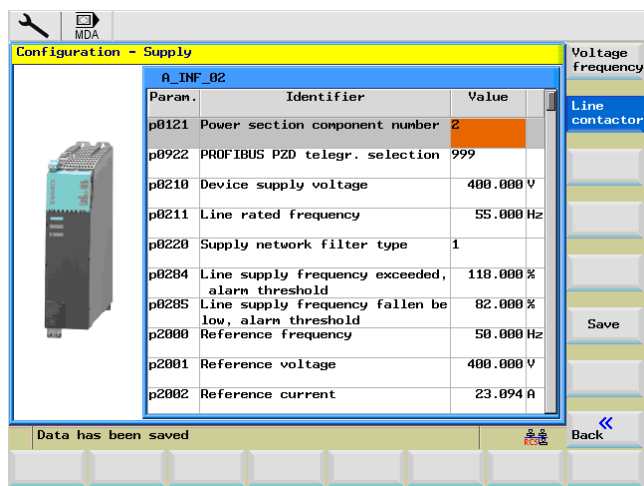 MDA
Configuration - Supply
Voltage frequency
A_INF_02
Param. Identifier Value
Line contactor
p0121 Power section component number 2
p0922 PROFIBUS PZD telegr. selection 999
p0210 Device supply voltage 400.000 V
p0211 Line rated frequency 55.000 Hz
p0220 Supply network filter type 1
p0284 Line supply frequency exceeded, 118.000 %
alarm threshold
p0285 Line supply frequency fallen be 82.000 %
low, alarm threshold
Save
p2000 Reference frequency 50.000 Hz
p2001 Reference voltage 400.000 V
p2002 Reference current 23.094 A
Data has been saved
RCS
Back